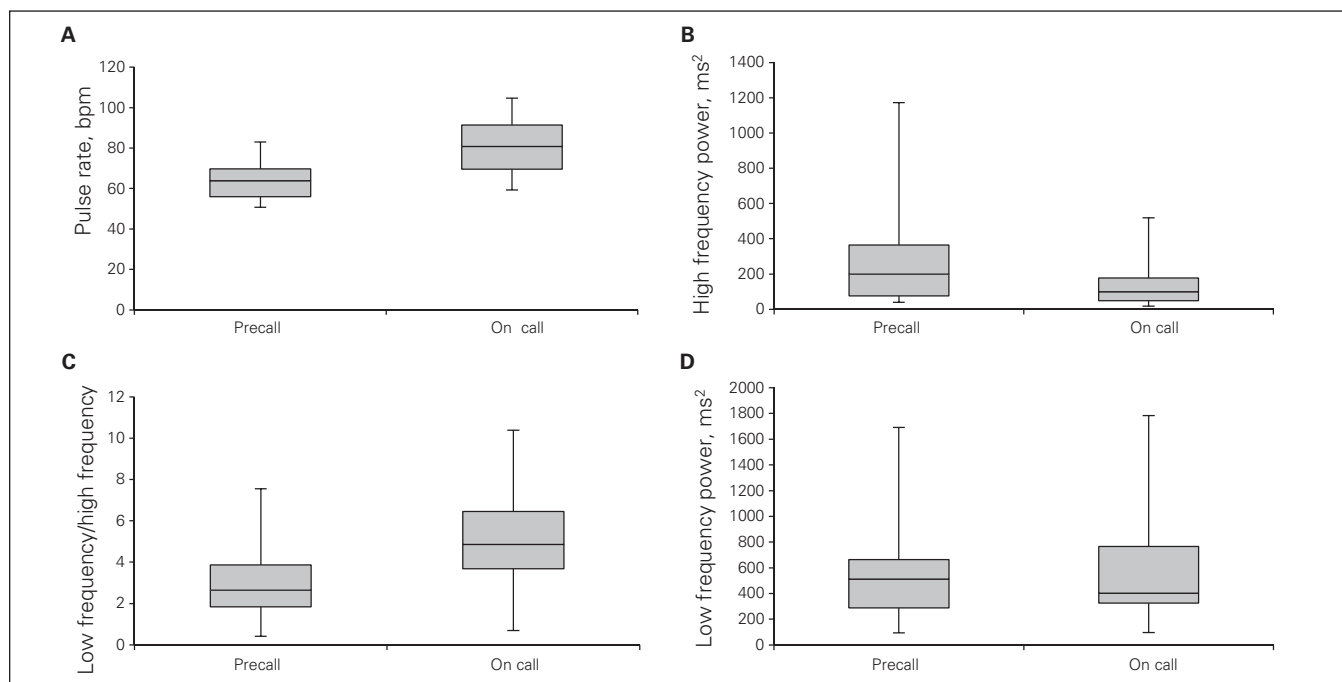 A
Pulse rate, bpm
120
100
80
60
40
20
0
Precall On call
B
High frequency power, ms²
1400
1200
1000
800
600
400
200
0
Precall On call
C
Low frequency/high frequency
12
10
8
6
4
2
0
Precall On call
D
Low frequency power, ms²
2000
1800
1600
1400
1200
1000
800
600
400
200
0
Precall On call